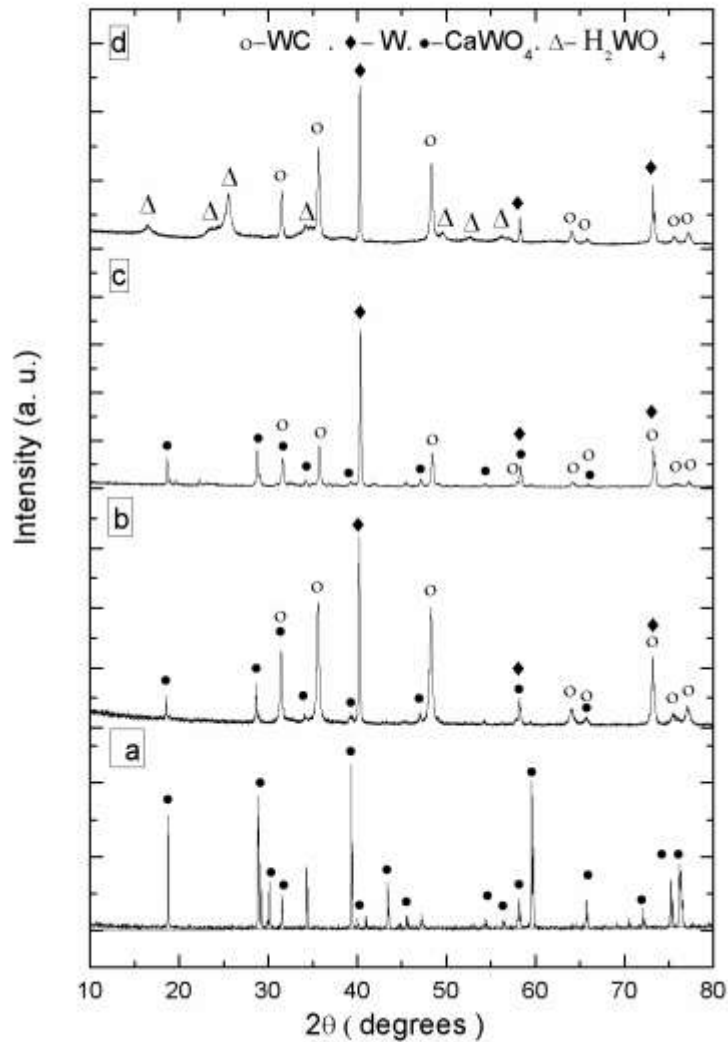 d
o–WC . ♦– W. ●–CaWO₄. Δ– H₂WO₄
Δ Δ Δ o Δ o ♦ o Δ Δ Δ ♦ o o ♦ o o
c
● ● o ● ● o ● ♦ ● o ● o ♦ ● o o ● ♦ o o o
b
● ● o ● ● o ● ♦ ● o ♦ ● o o ● ♦ o o o
a
● ● ● ● ● ● ● ● ● ● ● ● ● ● ● ●
Intensity (a. u.)
10 20 30 40 50 60 70 80
2θ ( degrees )